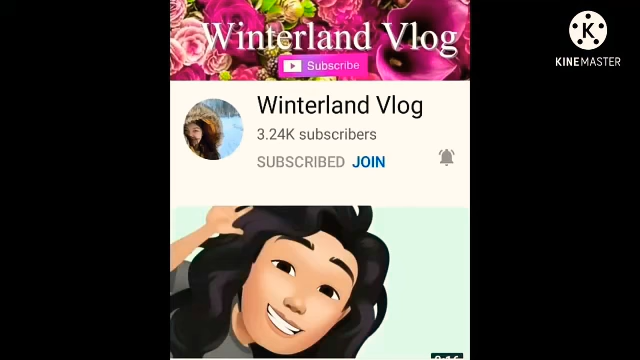 Winterland Vlog
Subscribe
K
KINEMASTER
Winterland Vlog
3.24K subscribers
SUBSCRIBED JOIN